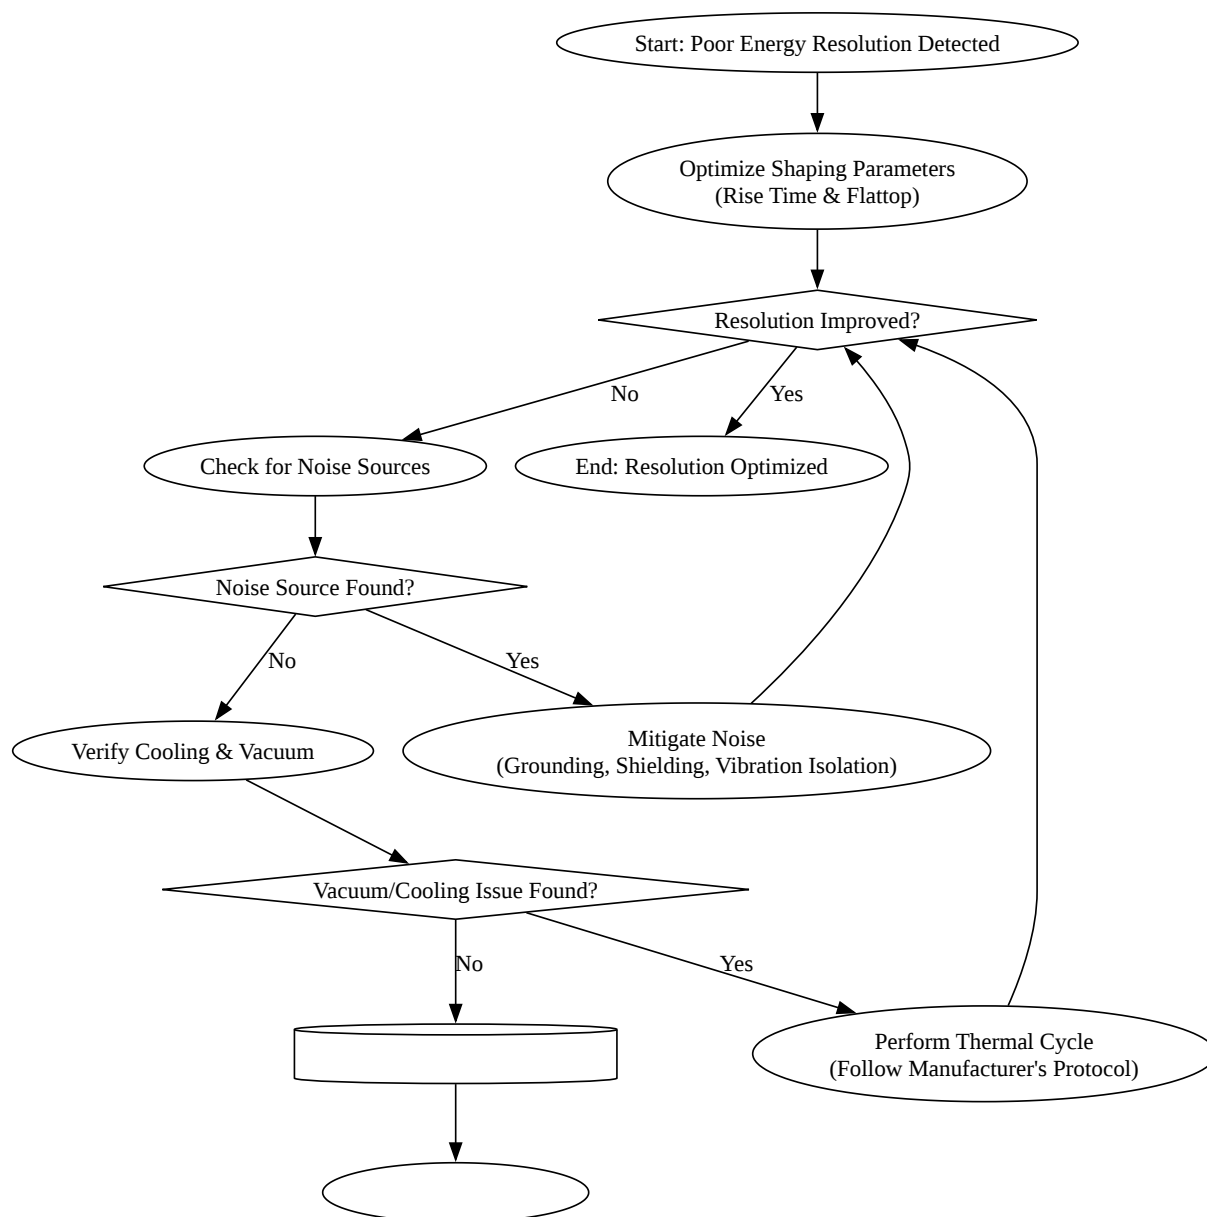 Start: Poor Energy Resolution Detected
Optimize Shaping Parameters
(Rise Time & Flattop)
Resolution Improved?
No
Yes
Check for Noise Sources
End: Resolution Optimized
Noise Source Found?
No
Yes
Verify Cooling & Vacuum
Mitigate Noise
(Grounding, Shielding, Vibration Isolation)
Vacuum/Cooling Issue Found?
No
Yes
Perform Thermal Cycle
(Follow Manufacturer's Protocol)